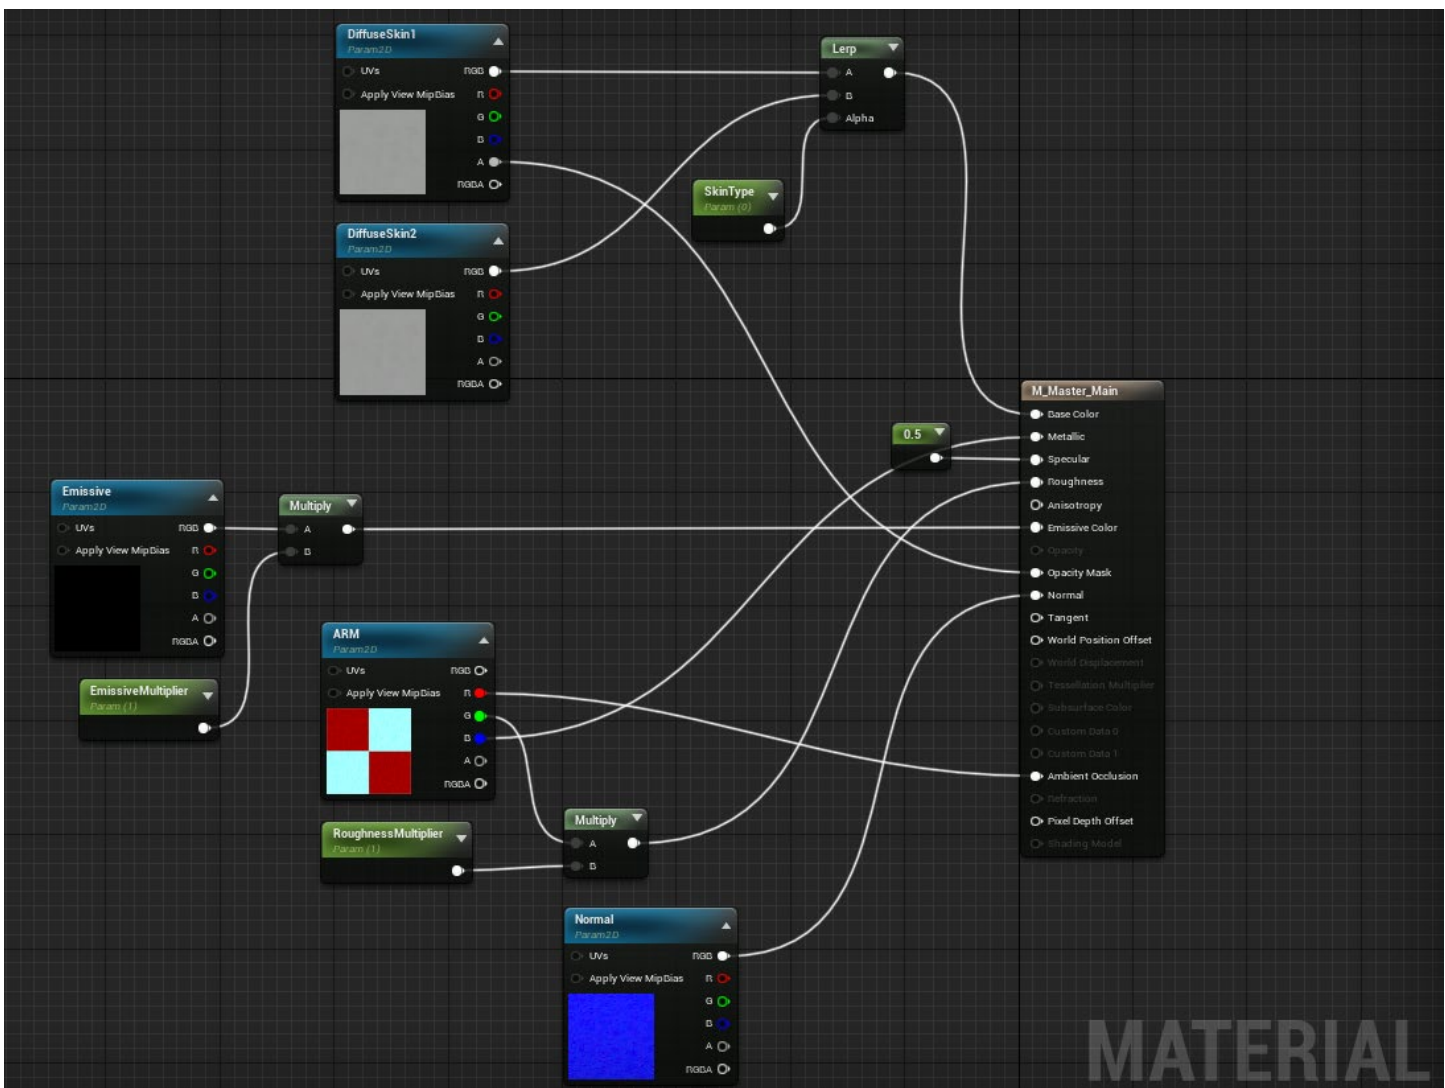 DiffuseSkin1
Param2D
UVs RGB
Apply View MipBias R
G
B
A
RGBA
Lerp
A
B
Alpha
SkinType
Param (0)
DiffuseSkin2
Param2D
UVs RGB
Apply View MipBias R
G
B
A
RGBA
M_Master_Main
Base Color
Metallic
Specular
Roughness
Anisotropy
Emissive Color
Opacity
Opacity Mask
Normal
Tangent
World Position Offset
World Displacement
Tessellation Multiplier
Subsurface Color
Custom Data 0
Custom Data 1
Ambient Occlusion
Refraction
Pixel Depth Offset
Shading Model
0.5
Emissive
Param2D
UVs RGB
Apply View MipBias R
G
B
A
RGBA
Multiply
A
B
EmissiveMultiplier
Param (1)
ARM
Param2D
UVs RGB
Apply View MipBias R
G
B
A
RGBA
RoughnessMultiplier
Param (1)
Multiply
A
B
Normal
Param2D
UVs RGB
Apply View MipBias R
G
B
A
RGBA
MATERIAL